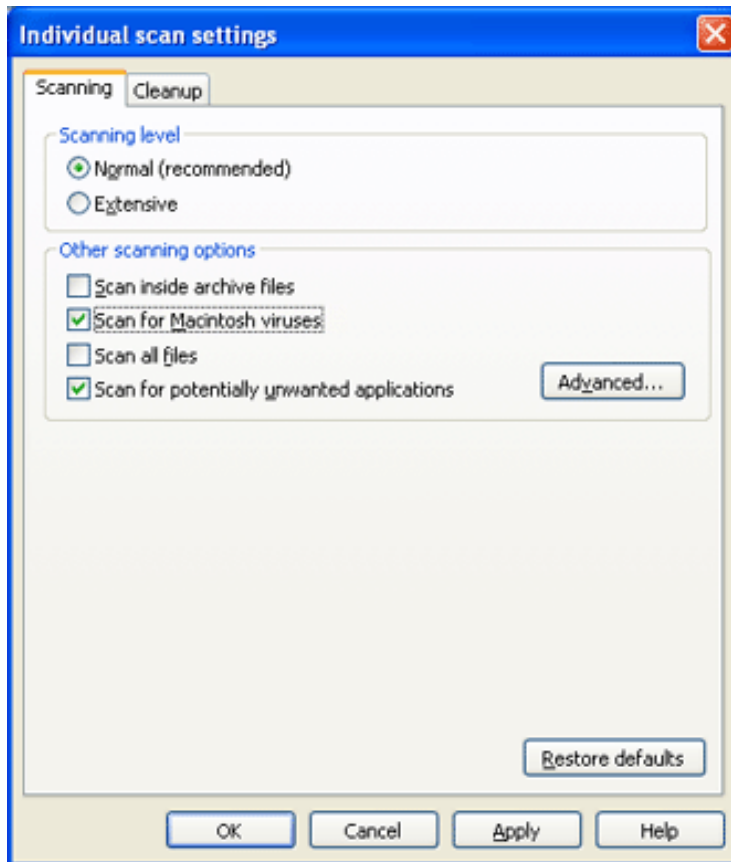 Individual scan settings
Scanning
Cleanup
Scanning level
Normal (recommended)
Extensive
Other scanning options
Scan inside archive files
Scan for Macintosh viruses
Scan all files
Scan for potentially unwanted applications
Advanced...
Restore defaults
OK
Cancel
Apply
Help